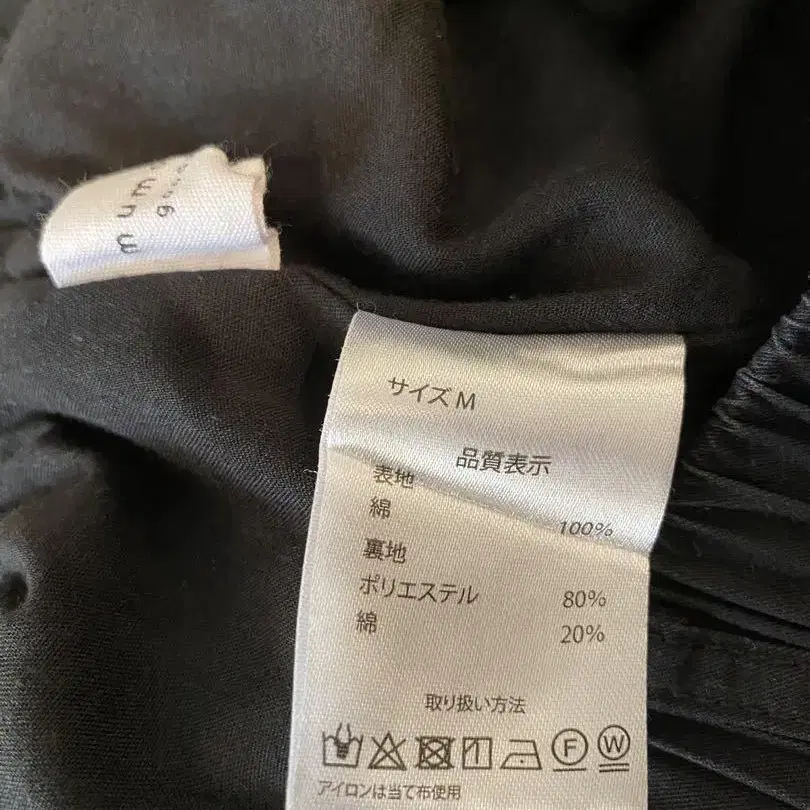 サイズ M
品質表示
表地
綿 100%
裏地
ポリエステル 80%
綿 20%
取り扱い方法
F W
アイロンは当て布使用